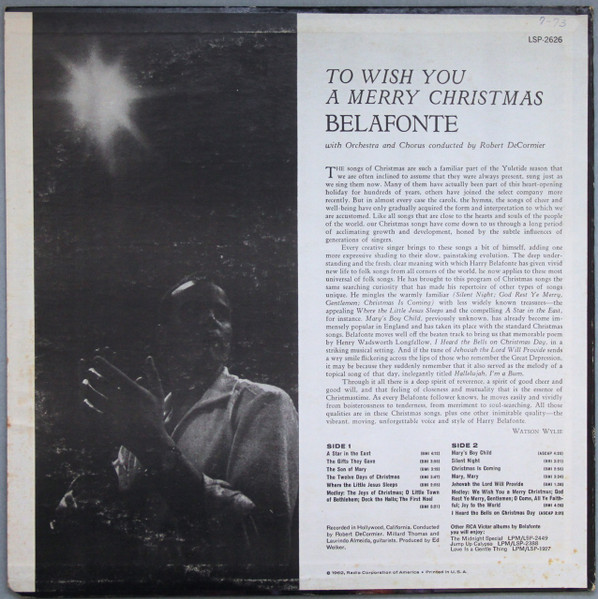 7-73
LSP-2626
TO WISH YOU
A MERRY CHRISTMAS
BELAFONTE
with Orchestra and Chorus conducted by Robert DeCormier
THE songs of Christmas are such a familiar part of the Yuletide season that
we are often inclined to assume that they were always present, sung just as
we sing them now. Many of them have actually been part of this heart-opening
holiday for hundreds of years, others have joined the select company more
recently. But in almost every case the carols, the hymns, the songs of cheer and
well-being have only gradually acquired the form and interpretation to which we
are accustomed. Like all songs that are close to the hearts and souls of the people
of the world, our Christmas songs have come down to us through a long period
of acclimating growth and development, honed by the subtle influences of
generations of singers.
Every creative singer brings to these songs a bit of himself, adding one
more expressive shading to their slow, painstaking evolution. The deep under-
standing and the fresh, clear meaning with which Harry Belafonte has given vivid
new life to folk songs from all corners of the world, he now applies to these most
universal of folk songs. He has brought to this program of Christmas songs the
same searching curiosity that has made his repertoire of other types of songs
unique. He mingles the warmly familiar (Silent Night; God Rest Ye Merry,
Gentlemen; Christmas Is Coming) with less widely known treasures—the
appealing Where the Little Jesus Sleeps and the compelling A Star in the East,
for instance. Mary's Boy Child, previously unknown, has already become im-
mensely popular in England and has taken its place with the standard Christmas
songs. Belafonte moves well off the beaten track to bring us that memorable poem
by Henry Wadsworth Longfellow, I Heard the Bells on Christmas Day, in a
striking musical setting. And if the tune of Jehovah the Lord Will Provide sends
a wry smile flickering across the lips of those who remember the Great Depression,
it may be because they suddenly remember that it also served as the melody of a
topical song of that day, inelegantly titled Hallelujah, I'm a Bum.
Through it all there is a deep spirit of reverence, a spirit of good cheer and
good will, and that feeling of closeness and mutuality that is the essence of
Christmastime. As every Belafonte follower knows, he moves easily and vividly
from boisterousness to tenderness, from merriment to soul-searching. All these
qualities are in these Christmas songs, plus one other inimitable quality—the
vibrant, moving, unforgettable voice and style of Harry Belafonte.
WATSON WYLIE
SIDE 1
A Star in the East
The Gifts They Gave
The Son of Mary
The Twelve Days of Christmas
Where the Little Jesus Sleeps
Medley: The Joys of Christmas; O Little Town
of Bethlehem; Deck the Halls; The First Noel
SIDE 2
Mary's Boy Child
Silent Night
Christmas Is Coming
Mary, Mary
Jehovah the Lord Will Provide
Medley: We Wish You a Merry Christmas; God
Rest Ye Merry, Gentlemen; O Come, All Ye Faith-
ful; Joy to the World
I Heard the Bells on Christmas Day
Recorded in Hollywood, California. Conducted
by Robert DeCormier. Millard Thomas and
Laurindo Almeida, guitarists. Produced by Ed
Welker.
Other RCA Victor albums by Belafonte
you will enjoy:
The Midnight Special LPM/LSP-2449
Jump Up Calypso LPM/LSP-2388
Love Is a Gentle Thing LPM/LSP-1927
© 1962, Radio Corporation of America • Printed in U. S. A.